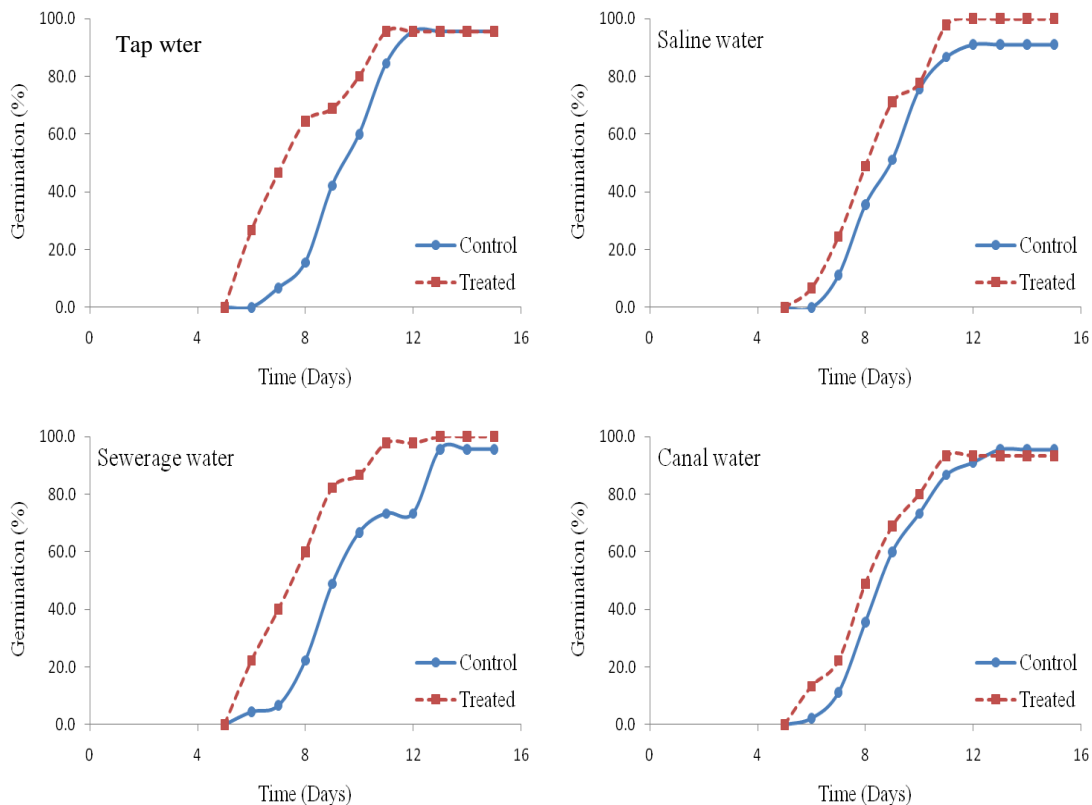 Tap wter
Germination (%)
100.0
80.0
60.0
40.0
20.0
0.0
Control
Treated
0
4
8
12
16
Time (Days)
Saline water
Germination (%)
100.0
80.0
60.0
40.0
20.0
0.0
Control
Treated
0
4
8
12
16
Time (Days)
Sewerage water
Germination (%)
100.0
80.0
60.0
40.0
20.0
0.0
Control
Treated
0
4
8
12
16
Time (Days)
Canal water
Germination (%)
100.0
80.0
60.0
40.0
20.0
0.0
Control
Treated
0
4
8
12
16
Time (Days)